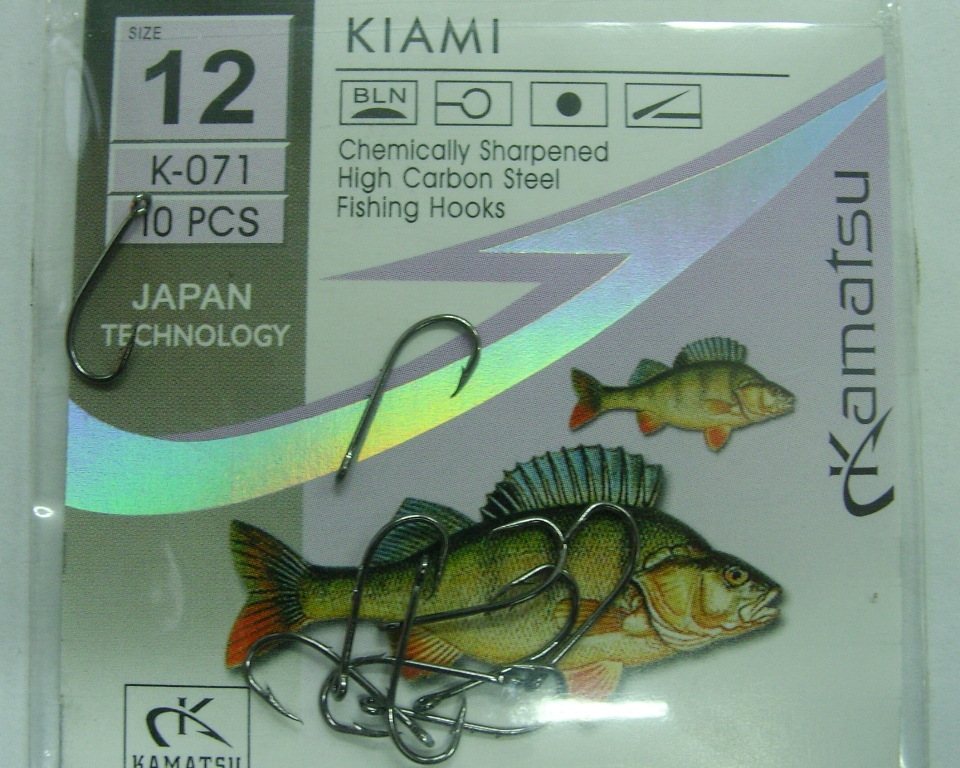 SIZE
12
K-071
10 PCS
JAPAN
TECHNOLOGY
KIAMI
BLN
Chemically Sharpened
High Carbon Steel
Fishing Hooks
Kamatsu
K
KAMATSU